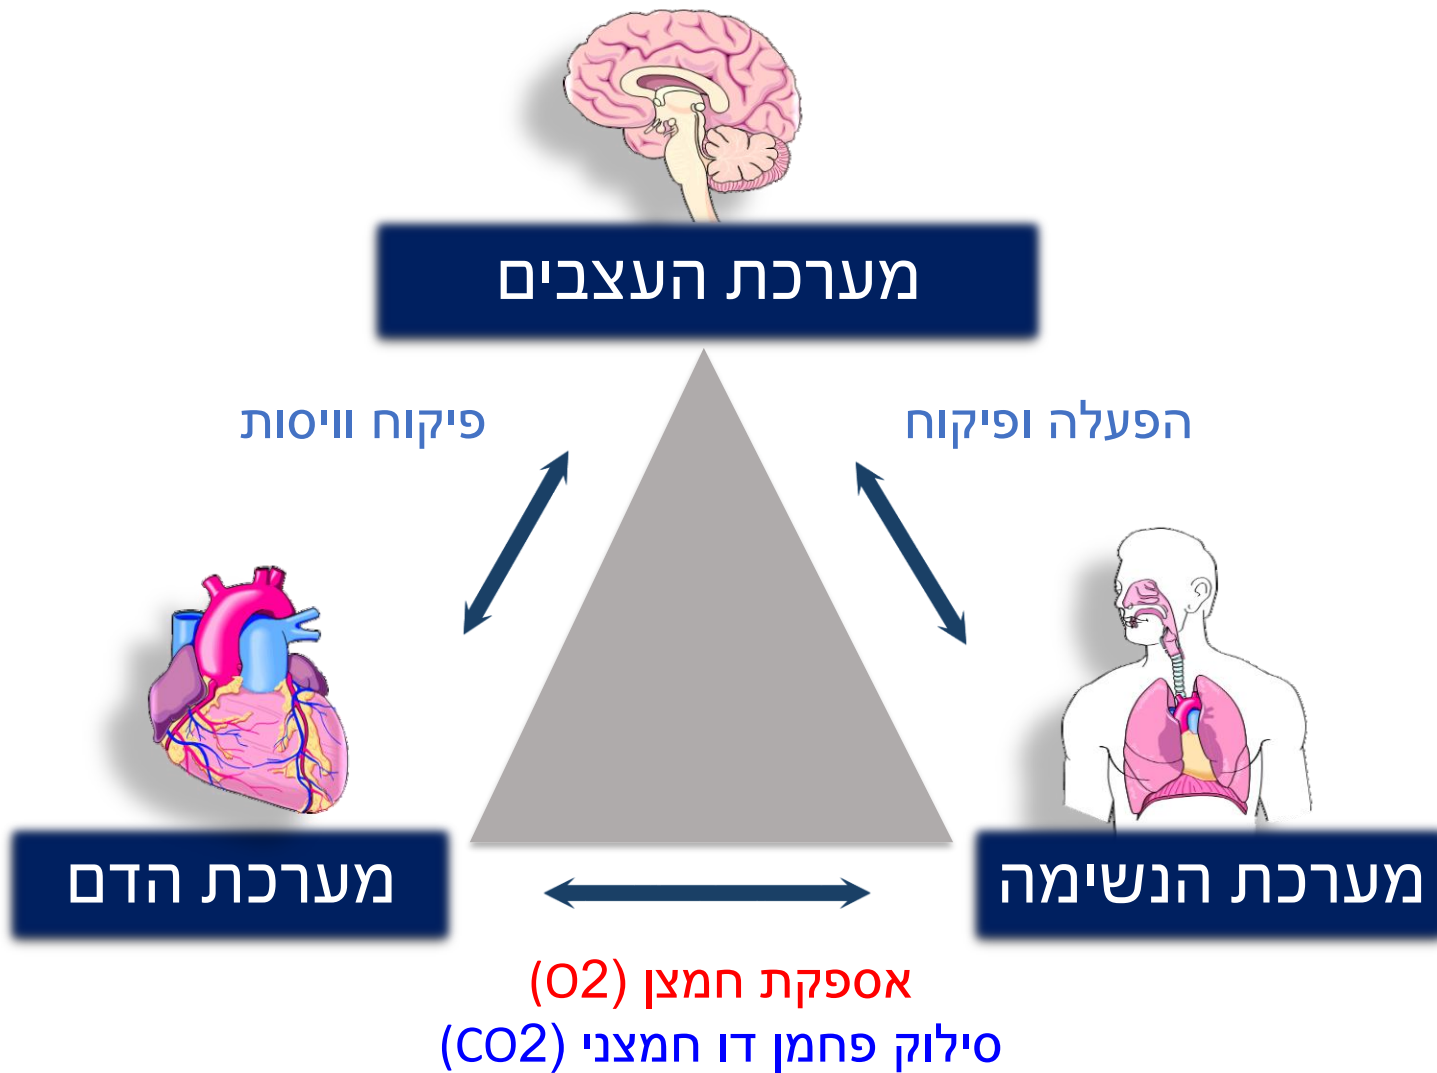 מערכת העצבים
הפעלה ופיקוח
פיקוח וויסות
מערכת הנשימה
מערכת הדם
אספקת חמצן (O2)
סילוק פחמן דו חמצני (CO2)